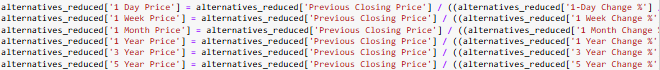 alternatives_reduced['1 Day Price'] = alternatives_reduced['Previous Closing Price'] / ((alternatives_reduced['1-Day Change %']
alternatives_reduced['1 Week Price'] = alternatives_reduced['Previous Closing Price'] / ((alternatives_reduced['1 Week Change %'
alternatives_reduced['1 Month Price'] = alternatives_reduced['Previous Closing Price'] / ((alternatives_reduced['1 Month Change %
alternatives_reduced['1 Year Price'] = alternatives_reduced['Previous Closing Price'] / ((alternatives_reduced['1 Year Change %'
alternatives_reduced['3 Year Price'] = alternatives_reduced['Previous Closing Price'] / ((alternatives_reduced['3 Year Change %'
alternatives_reduced['5 Year Price'] = alternatives_reduced['Previous Closing Price'] / ((alternatives_reduced['5 Year Change %'